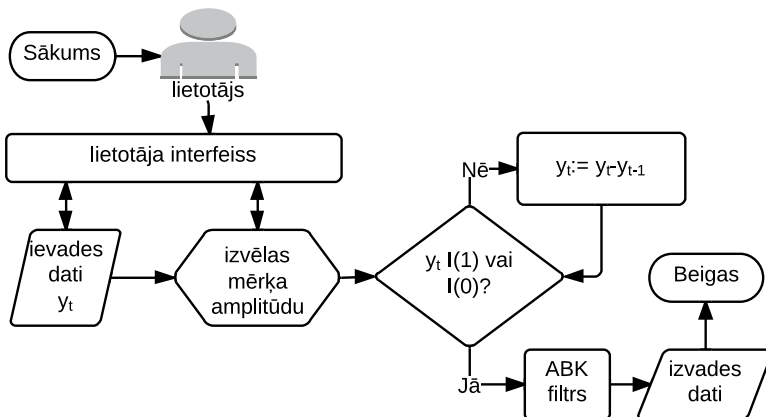 Sākums
lietotājs
lietotāja interfeiss
ievades
dati
yt
izvēlas
mērķa
amplitūdu
yt I(1) vai
I(0)?
Nē
yt:= yt-yt-1
Jā
ABK
filtrs
izvades
dati
Beigas